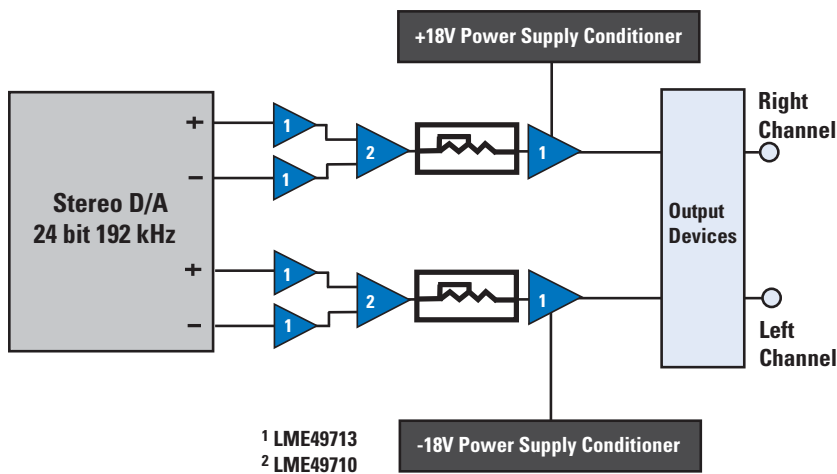 +18V Power Supply Conditioner
Right
Channel
+
1
2
1
−
1
Stereo D/A
24 bit 192 kHz
Output
Devices
+
1
2
1
−
1
Left
Channel
1 LME49713
2 LME49710
-18V Power Supply Conditioner